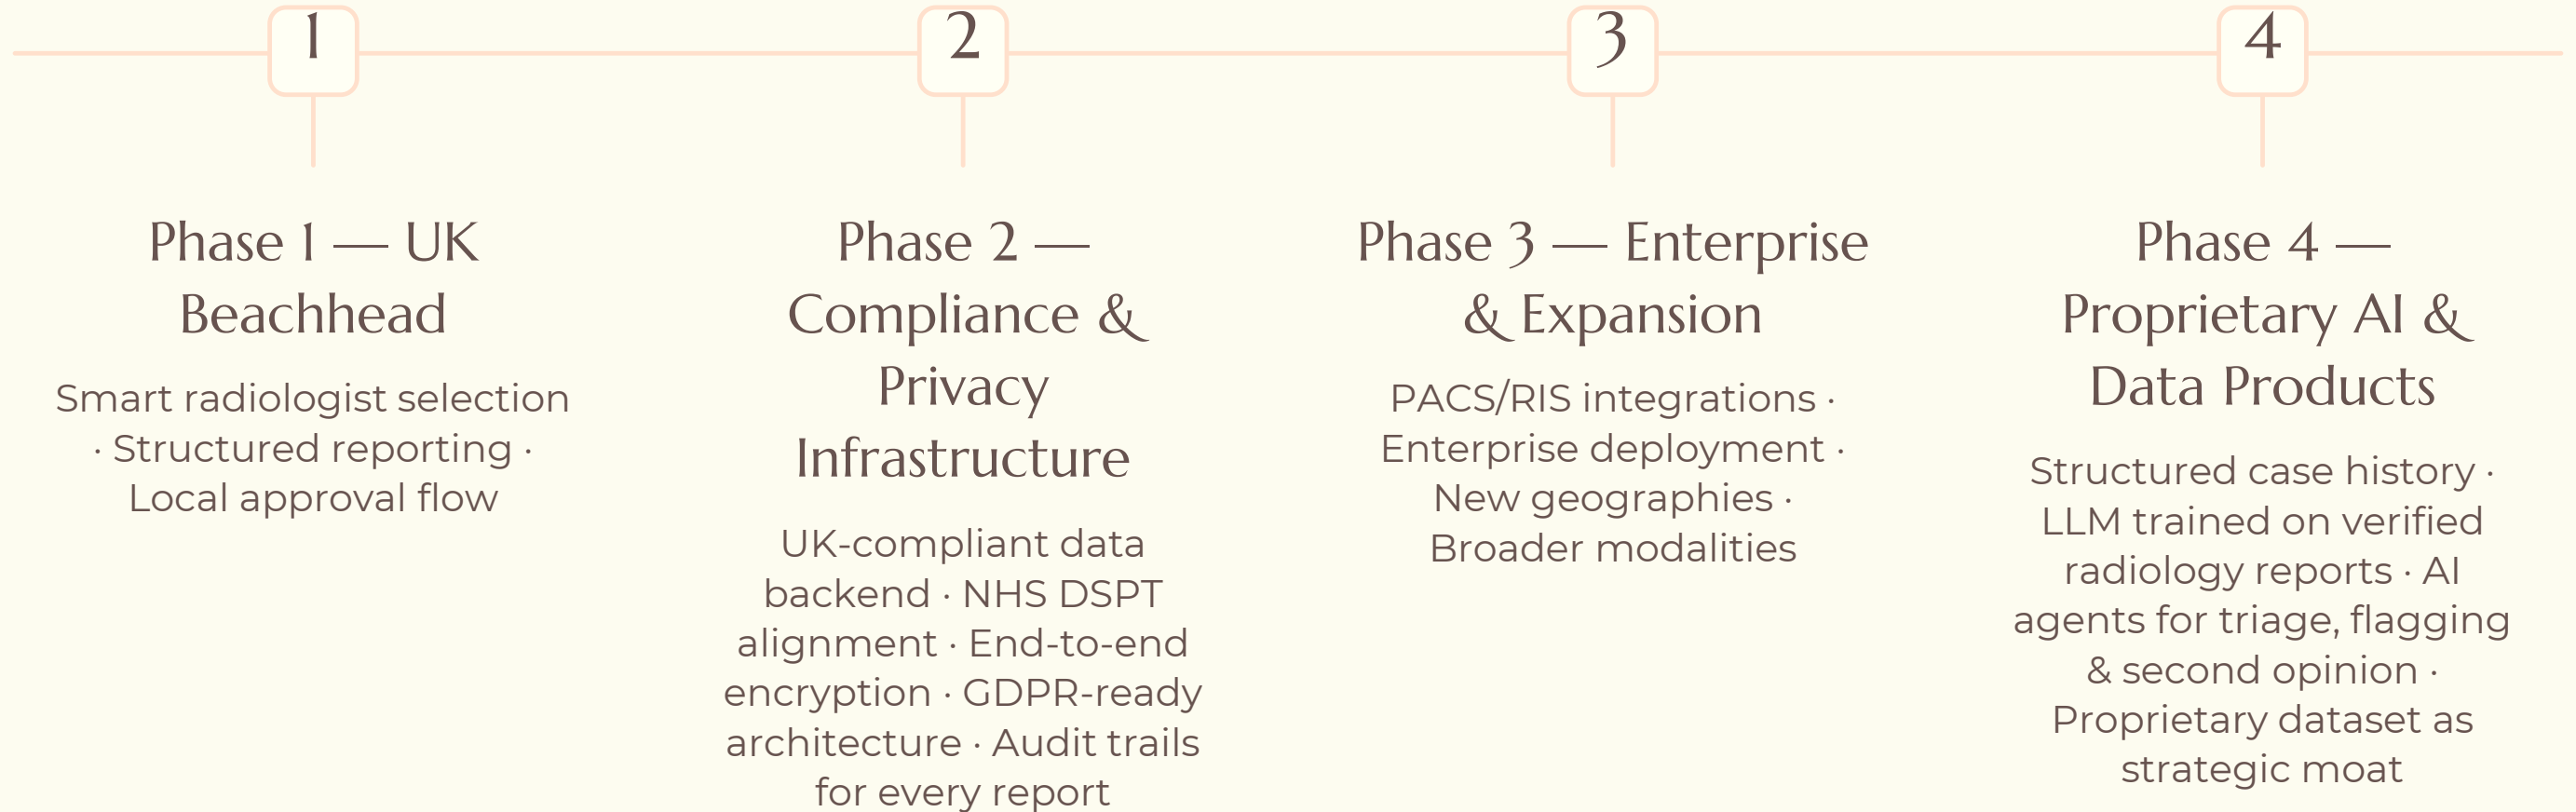 1
2
3
4
Phase 1 — UK
Beachhead
Smart radiologist selection
· Structured reporting ·
Local approval flow
Phase 2 —
Compliance &
Privacy
Infrastructure
UK-compliant data
backend · NHS DSPT
alignment · End-to-end
encryption · GDPR-ready
architecture · Audit trails
for every report
Phase 3 — Enterprise
& Expansion
PACS/RIS integrations ·
Enterprise deployment ·
New geographies ·
Broader modalities
Phase 4 —
Proprietary AI &
Data Products
Structured case history ·
LLM trained on verified
radiology reports · AI
agents for triage, flagging
& second opinion ·
Proprietary dataset as
strategic moat